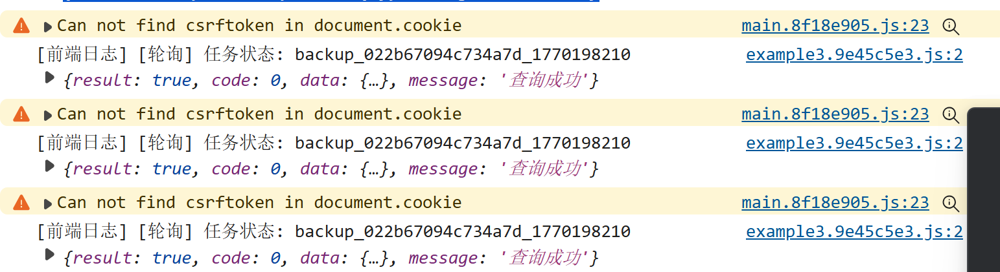 Can not find csrftoken in document.cookie main.8f18e905.js:23
[前端日志] [轮询] 任务状态: backup_022b67094c734a7d_1770198210 example3.9e45c5e3.js:2
{result: true, code: 0, data: {…}, message: '查询成功'}
Can not find csrftoken in document.cookie main.8f18e905.js:23
[前端日志] [轮询] 任务状态: backup_022b67094c734a7d_1770198210 example3.9e45c5e3.js:2
{result: true, code: 0, data: {…}, message: '查询成功'}
Can not find csrftoken in document.cookie main.8f18e905.js:23
[前端日志] [轮询] 任务状态: backup_022b67094c734a7d_1770198210 example3.9e45c5e3.js:2
{result: true, code: 0, data: {…}, message: '查询成功'}